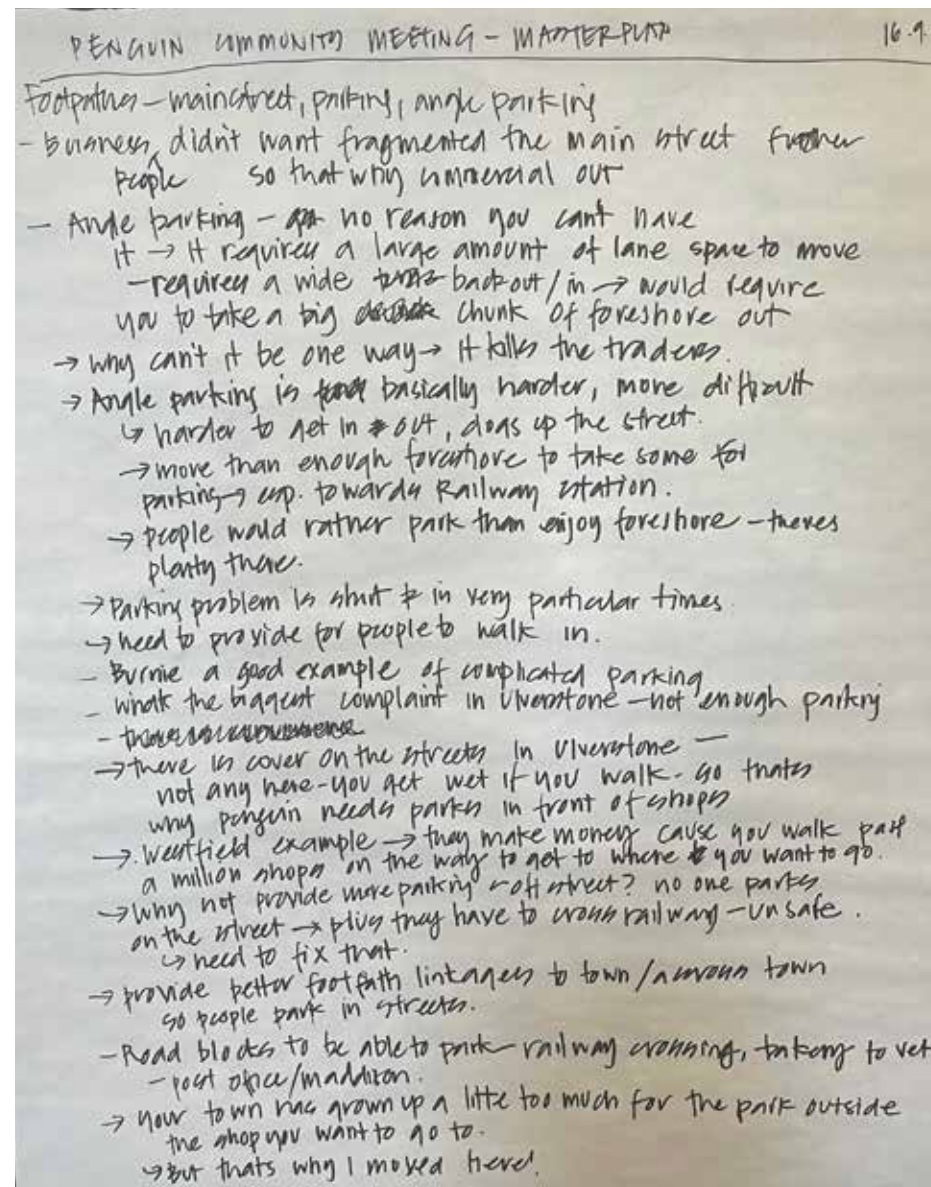 PENGUIN COMMUNITY MEETING - MASTERPLAN 16.9
Footpaths - mainstreet, parking, angle parking
- Business didn't want fragmented the main street further
people so that why commercial out
- Angle parking - no reason you can't have
it → it requires a large amount of lane space to move
- requires a wide back out/in → would require
you to take a big chunk of foreshore out
→ why can't it be one way → it kills the traders.
→ Angle parking is basically harder, more difficult
↳ harder to get in & out, clogs up the street.
→ more than enough foreshore to take some for
parking → esp. towards Railway station.
→ people would rather park than enjoy foreshore - theres
plenty there.
→ Parking problem is in very particular times.
→ need to provide for people to walk in.
- Burnie a good example of complicated parking
- whats the biggest complaint in Ulverstone - not enough parking
-
→ there is cover on the streets in Ulverstone -
not any here - you get wet if you walk. so thats
why penguin needs parks in front of shops
→ Westfield example → they make money cause you walk past
a million shops on the way to get to where you want to go.
→ Why not provide more parking off street? no one parks
on the street → plus they have to cross railway - unsafe.
↳ need to fix that.
→ provide better footpath linkages to town / around town
so people park in streets.
- Road blocks to be able to park - railway crossing, to vet
- post office/maddison.
→ your town has grown up a little too much for the park outside
the shop you want to go to.
↳ But thats why I moved here!